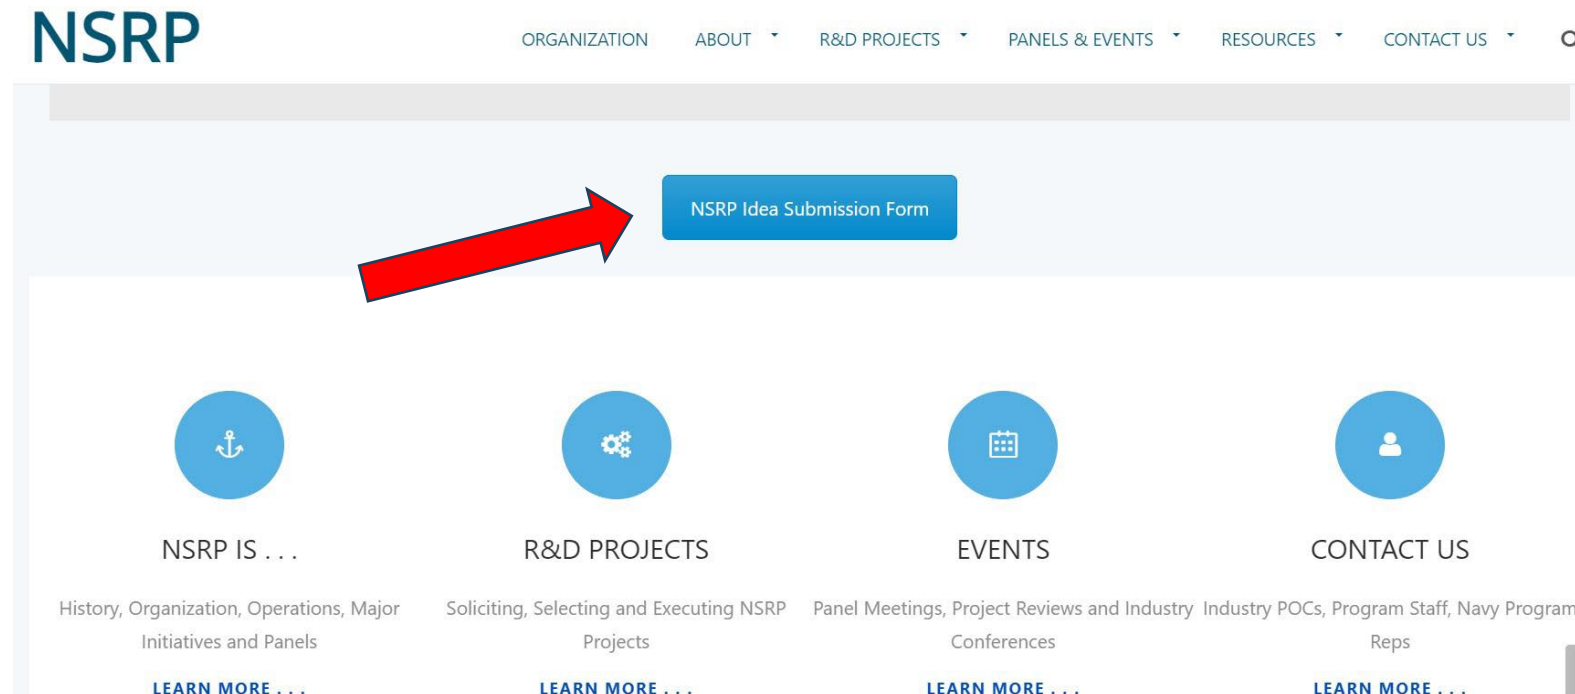 NSRP
ORGANIZATION ABOUT R&D PROJECTS PANELS & EVENTS RESOURCES CONTACT US
NSRP Idea Submission Form
NSRP IS . . .
History, Organization, Operations, Major
Initiatives and Panels
LEARN MORE . . .
R&D PROJECTS
Soliciting, Selecting and Executing NSRP
Projects
LEARN MORE . . .
EVENTS
Panel Meetings, Project Reviews and Industry
Conferences
LEARN MORE . . .
CONTACT US
Industry POCs, Program Staff, Navy Program
Reps
LEARN MORE . . .